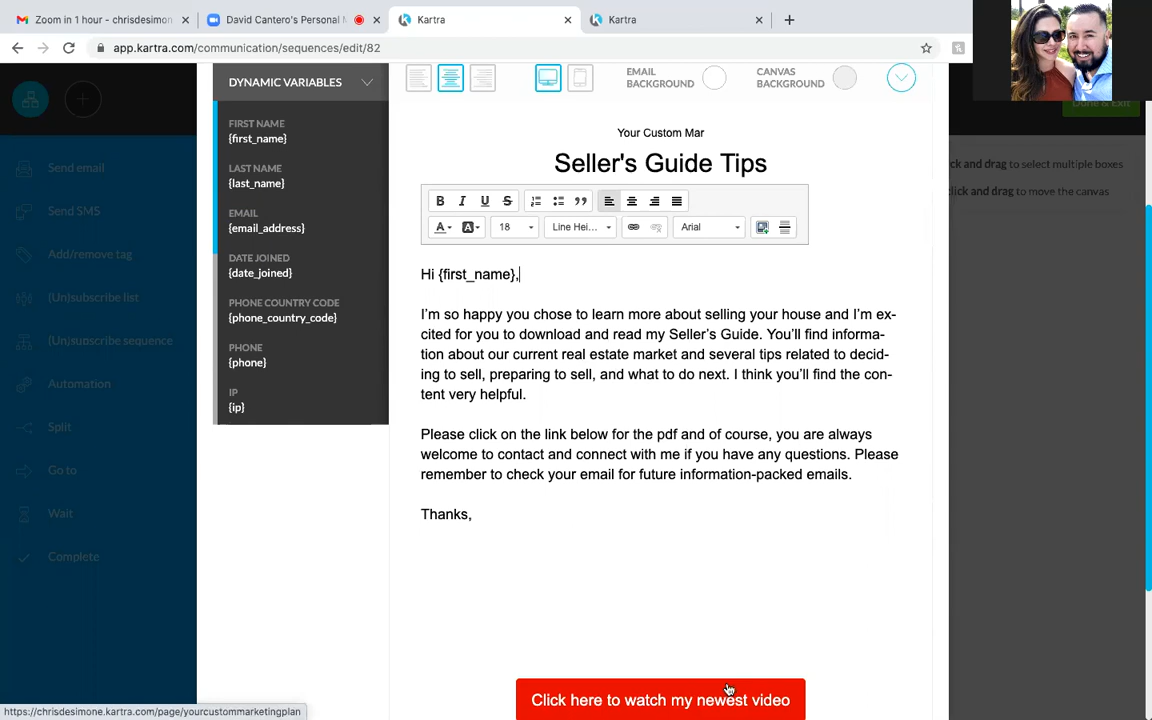 Zoom in 1 hour - chrisdesimon
David Cantero's Personal M
Kartra
Kartra
app.kartra.com/communication/sequences/edit/82
DYNAMIC VARIABLES
EMAIL
BACKGROUND
CANVAS
BACKGROUND
Done & Exit
FIRST NAME
{first_name}
LAST NAME
{last_name}
EMAIL
{email_address}
DATE JOINED
{date_joined}
PHONE COUNTRY CODE
{phone_country_code}
PHONE
{phone}
IP
{ip}
Send email
Send SMS
Add/remove tag
(Un)subscribe list
(Un)subscribe sequence
Automation
Split
Go to
Wait
Complete
ck and drag to select multiple boxes
click and drag to move the canvas
Your Custom Mar
Seller's Guide Tips
B I U S
A A 18 Line Hei... Arial
Hi {first_name},
I'm so happy you chose to learn more about selling your house and I'm ex-
cited for you to download and read my Seller's Guide. You'll find informa-
tion about our current real estate market and several tips related to decid-
ing to sell, preparing to sell, and what to do next. I think you'll find the con-
tent very helpful.
Please click on the link below for the pdf and of course, you are always
welcome to contact and connect with me if you have any questions. Please
remember to check your email for future information-packed emails.
Thanks,
Click here to watch my newest video
https://chrisdesimone.kartra.com/page/yourcustommarketingplan